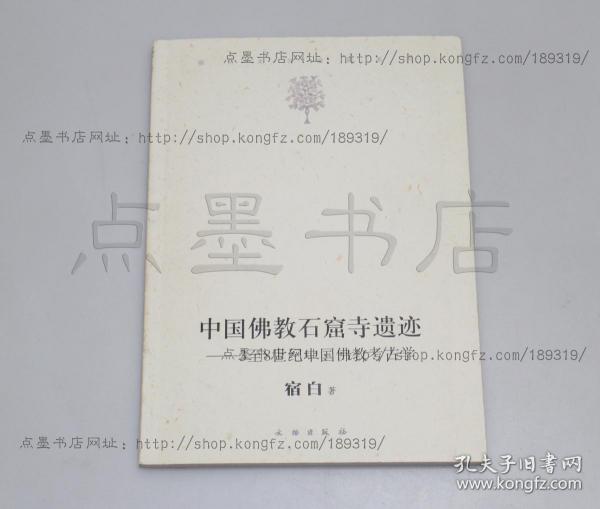 点墨书店网址：http://shop.kongfz.com/189319/
点墨书店网址：http://shop.kongfz.com/189319/
点墨书店
中国佛教石窟寺遗迹
——3至8世纪中国佛教考古学
宿白 著
文物出版社
点墨书店网址：http://shop.kongfz.com/189319/
孔夫子旧书网
www.kongfz.com